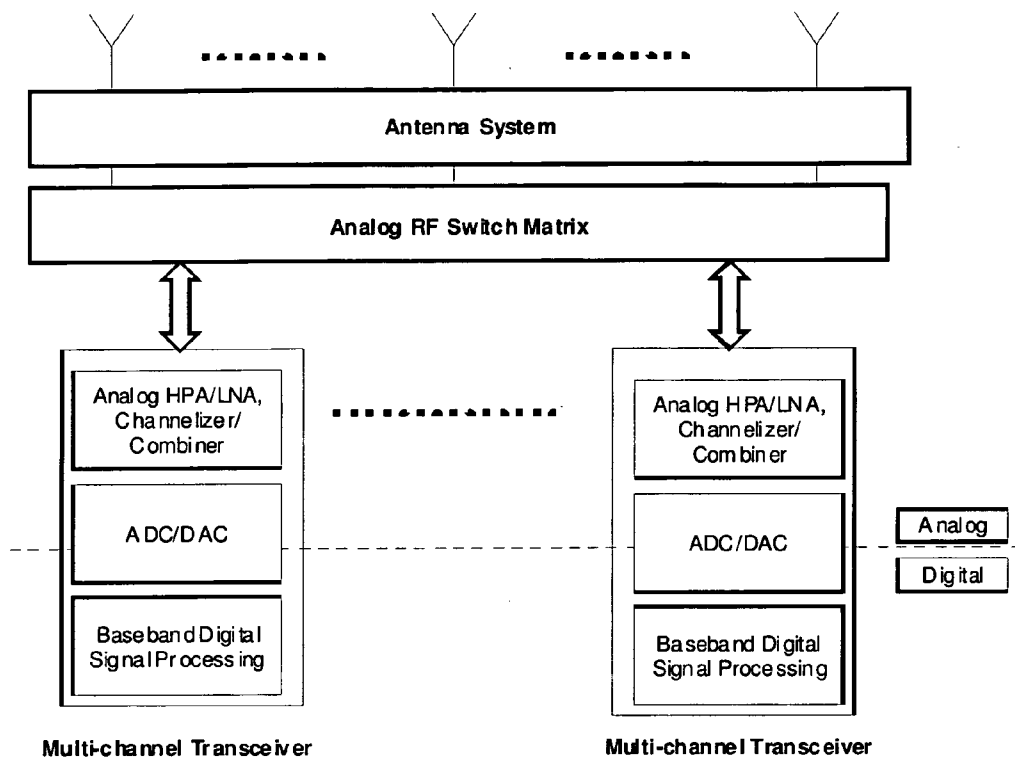 Antenna System
Analog RF Switch Matrix
Analog HPA/LNA,
Channelizer/
Combiner
ADC/DAC
Baseband Digital
Signal Processing
Multi-channel Transceiver
Analog HPA/LNA,
Channelizer/
Combiner
ADC/DAC
Baseband Digital
Signal Processing
Multi-channel Transceiver
Analog
Digital